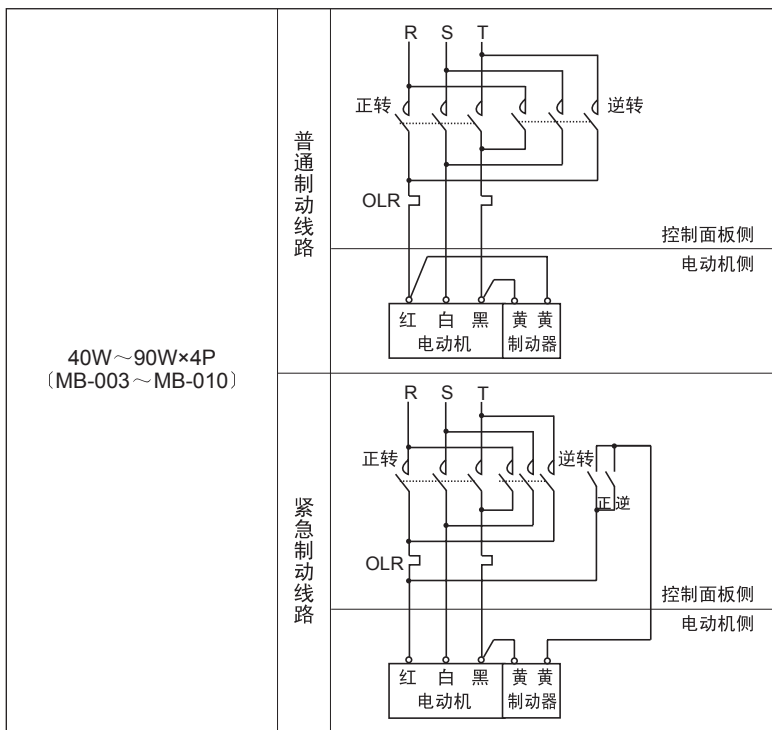 40W～90W×4P
〔MB-003～MB-010〕
普通制动线路
R S T
正转 逆转
OLR
控制面板侧
电动机侧
红 白 黑 黄 黄
电动机 制动器
紧急制动线路
R S T
正转 逆转
正 逆
OLR
控制面板侧
电动机侧
红 白 黑 黄 黄
电动机 制动器